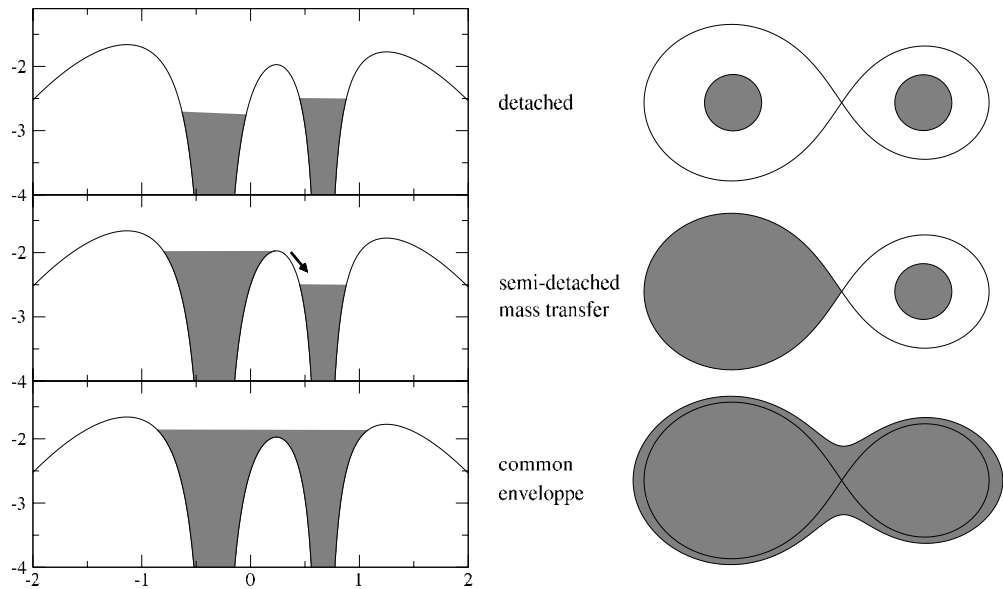 -2
-3
-4
detached
-2
-3
-4
semi-detached
mass transfer
-2
-3
-4
common
enveloppe
-2
-1
0
1
2